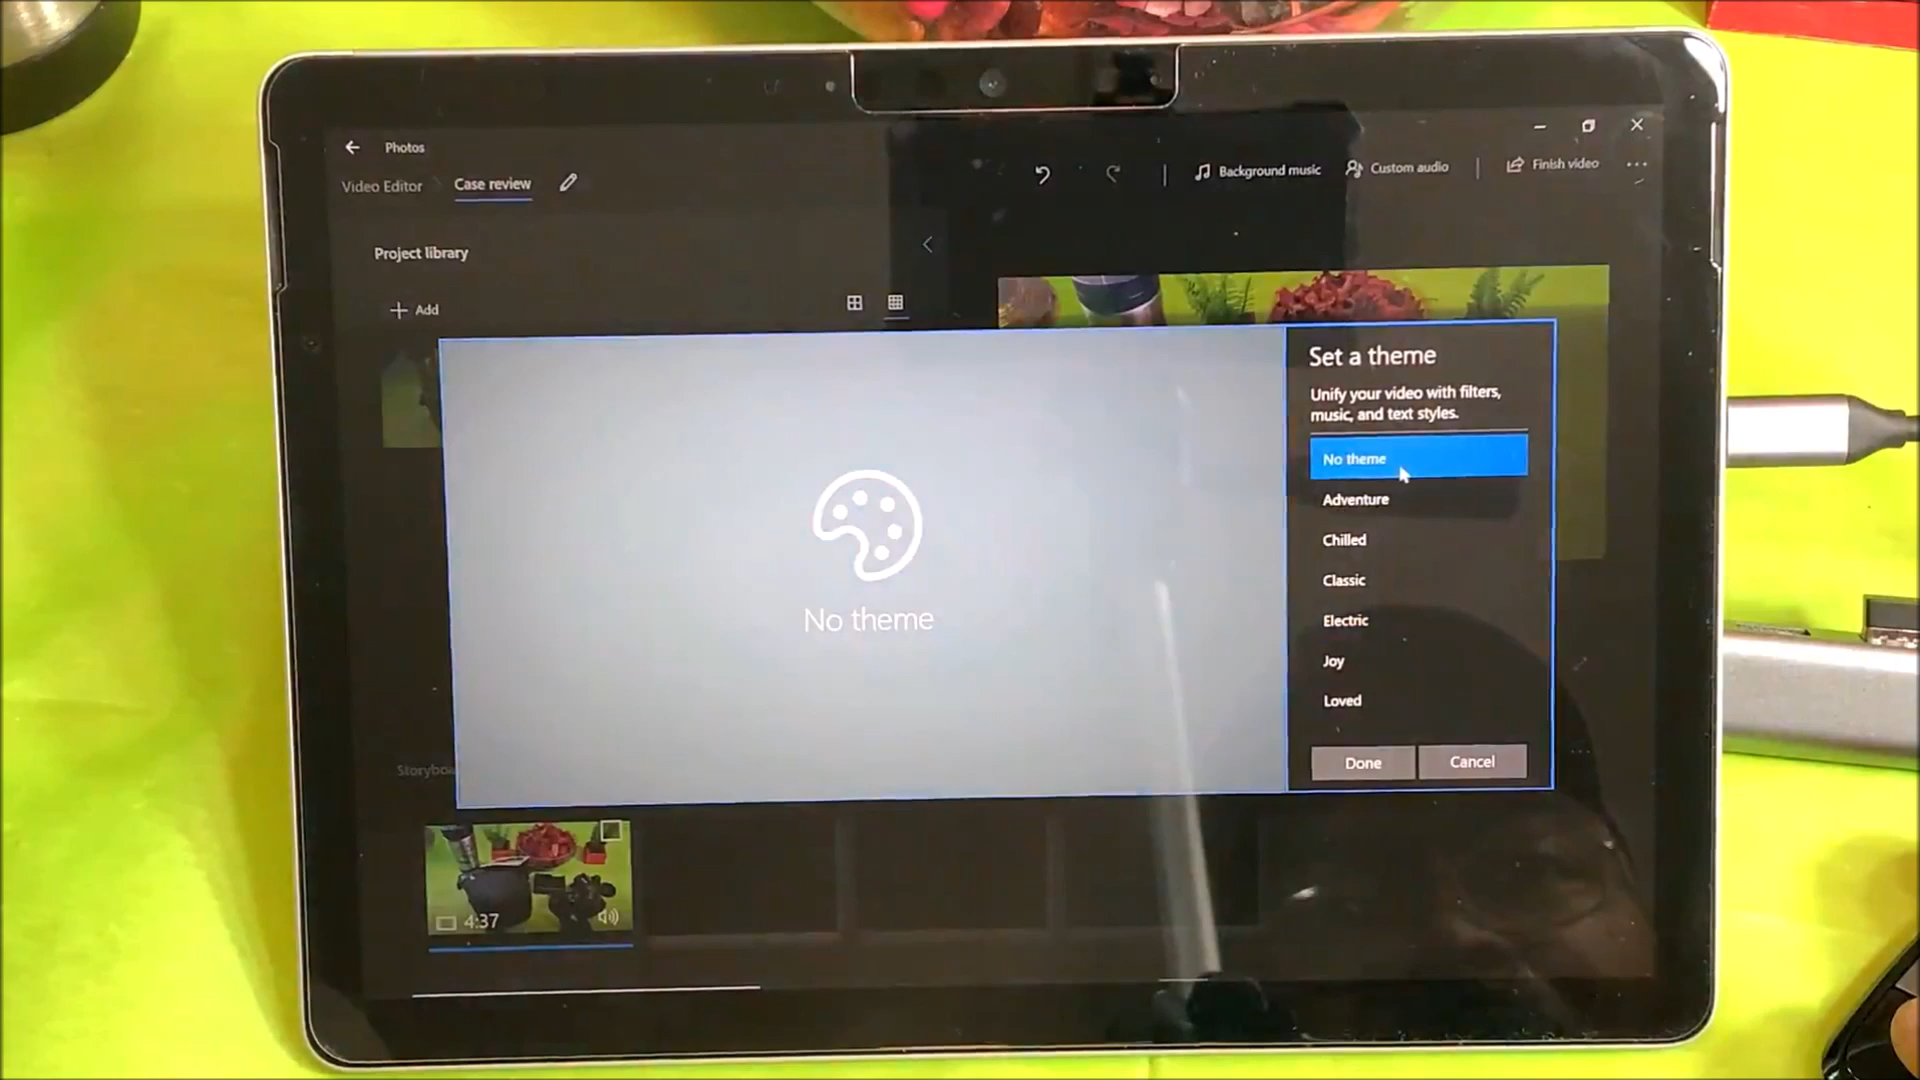 Photos
Video Editor
Case review
Background music
Custom audio
Finish video
Project library
Add
Set a theme
Unify your video with filters,
music, and text styles.
No theme
Adventure
Chilled
Classic
Electric
Joy
Loved
Done
Cancel
No theme
4:37